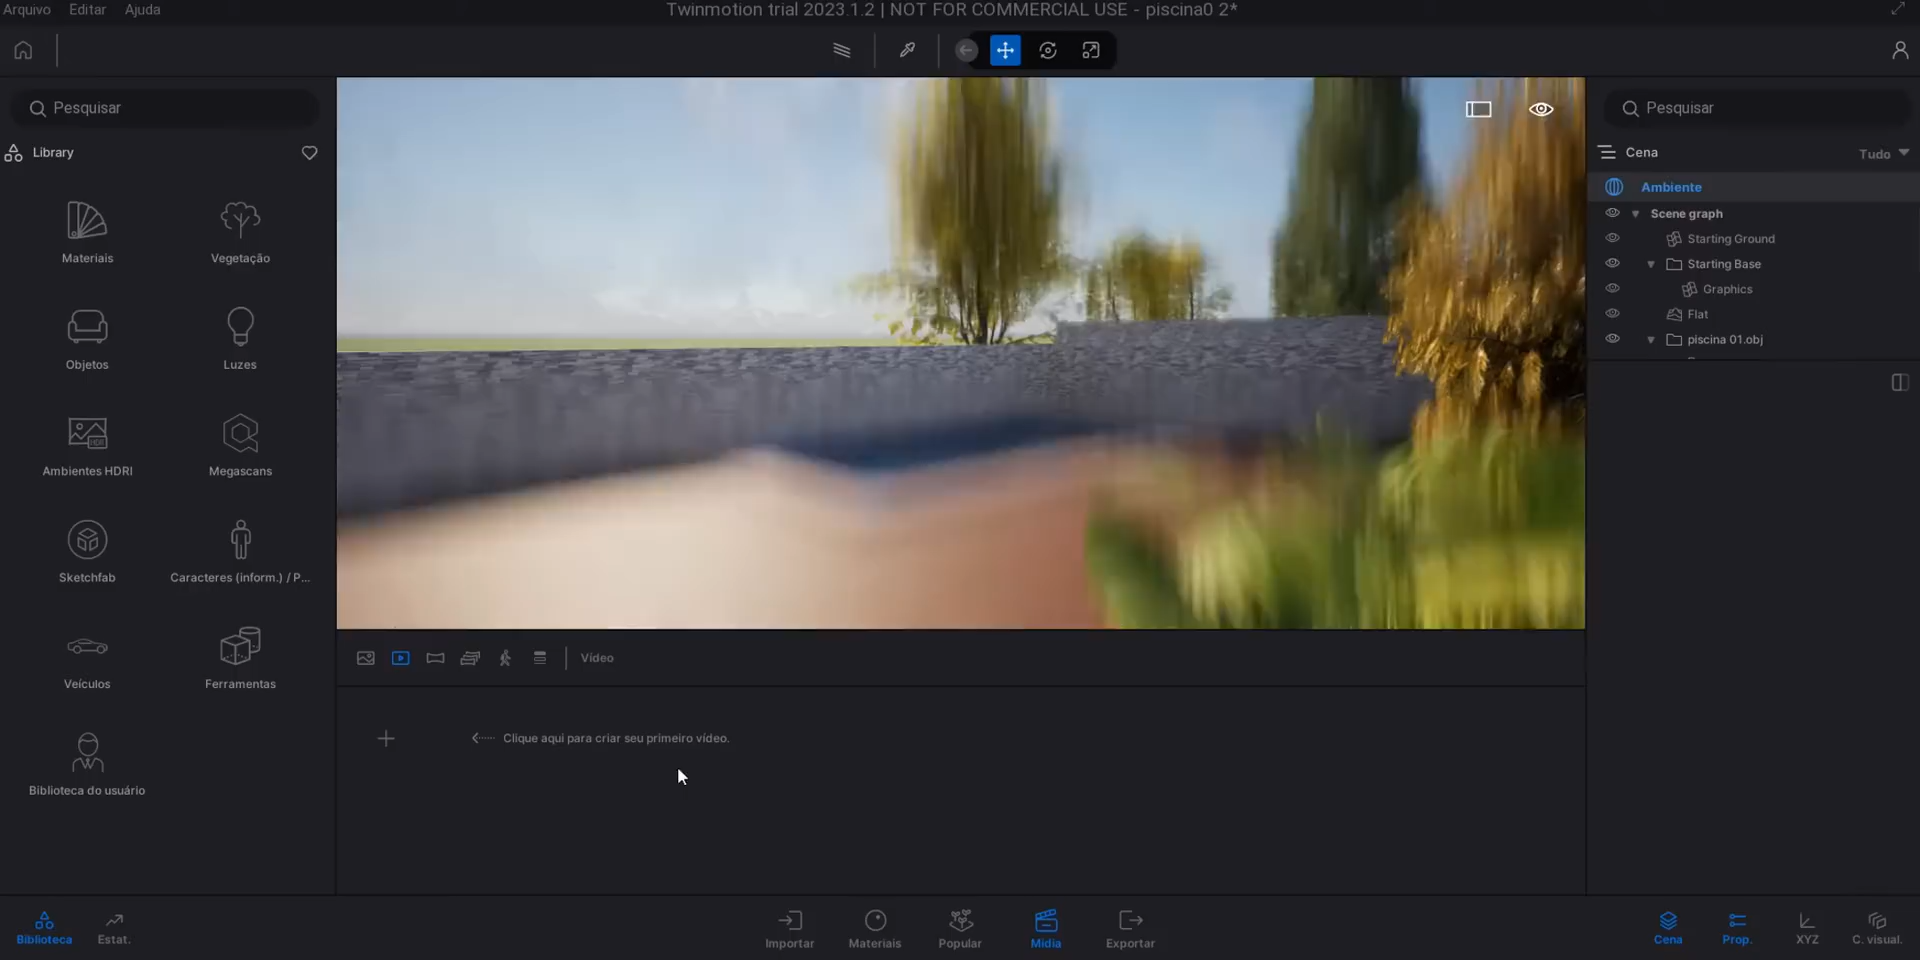 Arquivo Editar Ajuda
Twinmotion trial 2023.1.2 | NOT FOR COMMERCIAL USE - piscina0 2*
Pesquisar
Library
Materiais
Vegetação
Objetos
Luzes
Ambientes HDRI
HDRI
Megascans
Sketchfab
Caracteres (inform.) / P...
Veículos
Ferramentas
Biblioteca do usuário
Vídeo
Clique aqui para criar seu primeiro vídeo.
Pesquisar
Cena
Tudo
Ambiente
Scene graph
Starting Ground
Starting Base
Graphics
Flat
piscina 01.obj
Biblioteca
Estat.
Importar
Materiais
Popular
Mídia
Exportar
Cena
Prop.
XYZ
C. visual.